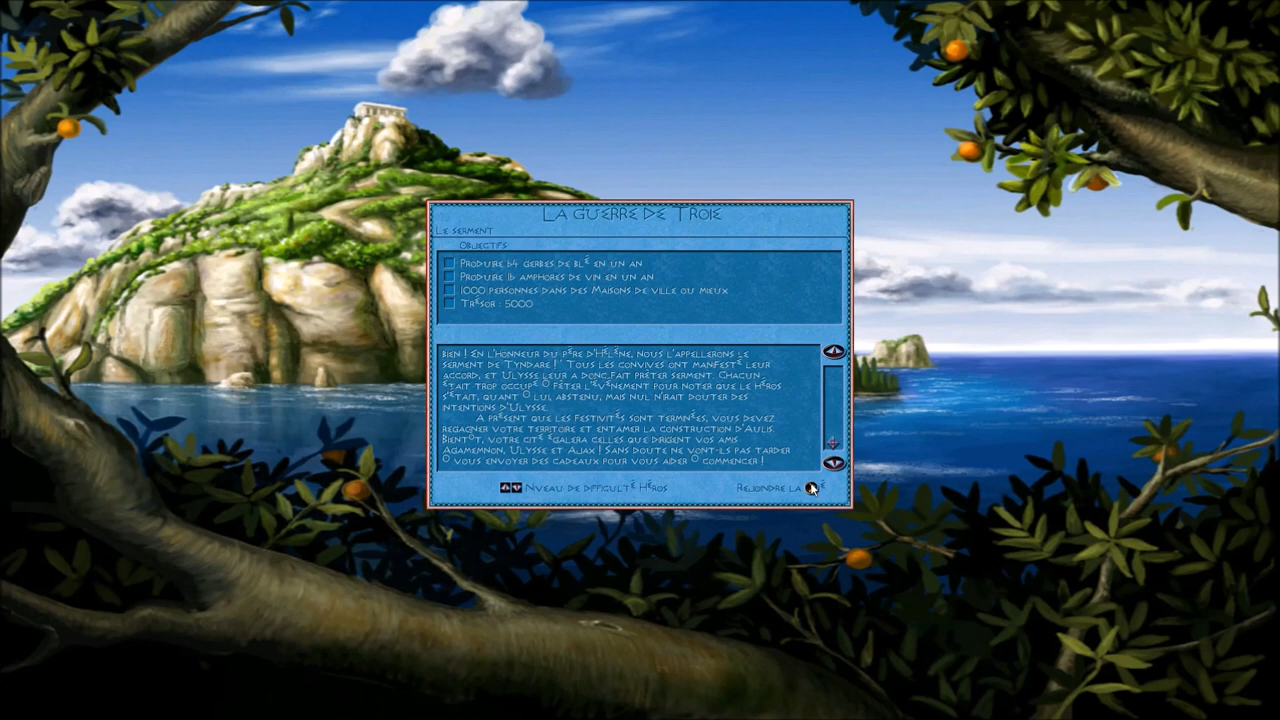 La guerre de Troie
Le serment
Objectifs
Produire 64 gerbes de blé en un an
Produire 16 amphores de vin en un an
1000 personnes dans des Maisons de ville ou mieux
Trésor : 5000
Bien ! En l'honneur du père d'Hélène, nous l'appellerons le
serment de Tyndare !' Tous les convives ont manifesté leur
accord, et Ulysse leur a donc fait prêter serment. Chacun
était trop occupé à fêter l'événement pour noter que le héros
s'était, quant à lui, abstenu, mais nul n'irait douter des
intentions d'Ulysse.
A présent que les festivités sont terminées, vous devez
regagner votre territoire et entamer la construction d'Aulis.
Bientôt, votre cité égalera celles que dirigent vos amis
Agamemnon, Ulysse et Ajax ! Sans doute ne vont-ils pas tarder
à vous envoyer des cadeaux pour vous aider à commencer !
Niveau de difficulté Héros
Rejoindre la